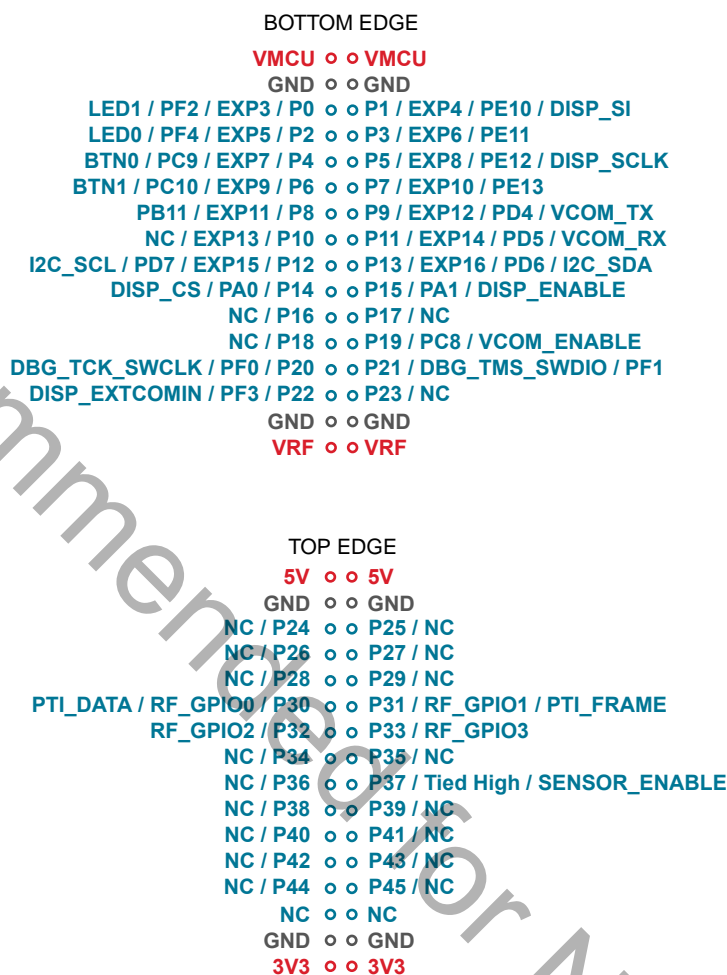 BOTTOM EDGE
VMCU VMCU
GND GND
LED1 / PF2 / EXP3 / P0 P1 / EXP4 / PE10 / DISP_SI
LED0 / PF4 / EXP5 / P2 P3 / EXP6 / PE11
BTN0 / PC9 / EXP7 / P4 P5 / EXP8 / PE12 / DISP_SCLK
BTN1 / PC10 / EXP9 / P6 P7 / EXP10 / PE13
PB11 / EXP11 / P8 P9 / EXP12 / PD4 / VCOM_TX
NC / EXP13 / P10 P11 / EXP14 / PD5 / VCOM_RX
I2C_SCL / PD7 / EXP15 / P12 P13 / EXP16 / PD6 / I2C_SDA
DISP_CS / PA0 / P14 P15 / PA1 / DISP_ENABLE
NC / P16 P17 / NC
NC / P18 P19 / PC8 / VCOM_ENABLE
DBG_TCK_SWCLK / PF0 / P20 P21 / DBG_TMS_SWDIO / PF1
DISP_EXTCOMIN / PF3 / P22 P23 / NC
GND GND
VRF VRF
TOP EDGE
5V 5V
GND GND
NC / P24 P25 / NC
NC / P26 P27 / NC
NC / P28 P29 / NC
PTI_DATA / RF_GPIO0 / P30 P31 / RF_GPIO1 / PTI_FRAME
RF_GPIO2 / P32 P33 / RF_GPIO3
NC / P34 P35 / NC
NC / P36 P37 / Tied High / SENSOR_ENABLE
NC / P38 P39 / NC
NC / P40 P41 / NC
NC / P42 P43 / NC
NC / P44 P45 / NC
NC NC
GND GND
3V3 3V3
mmended for